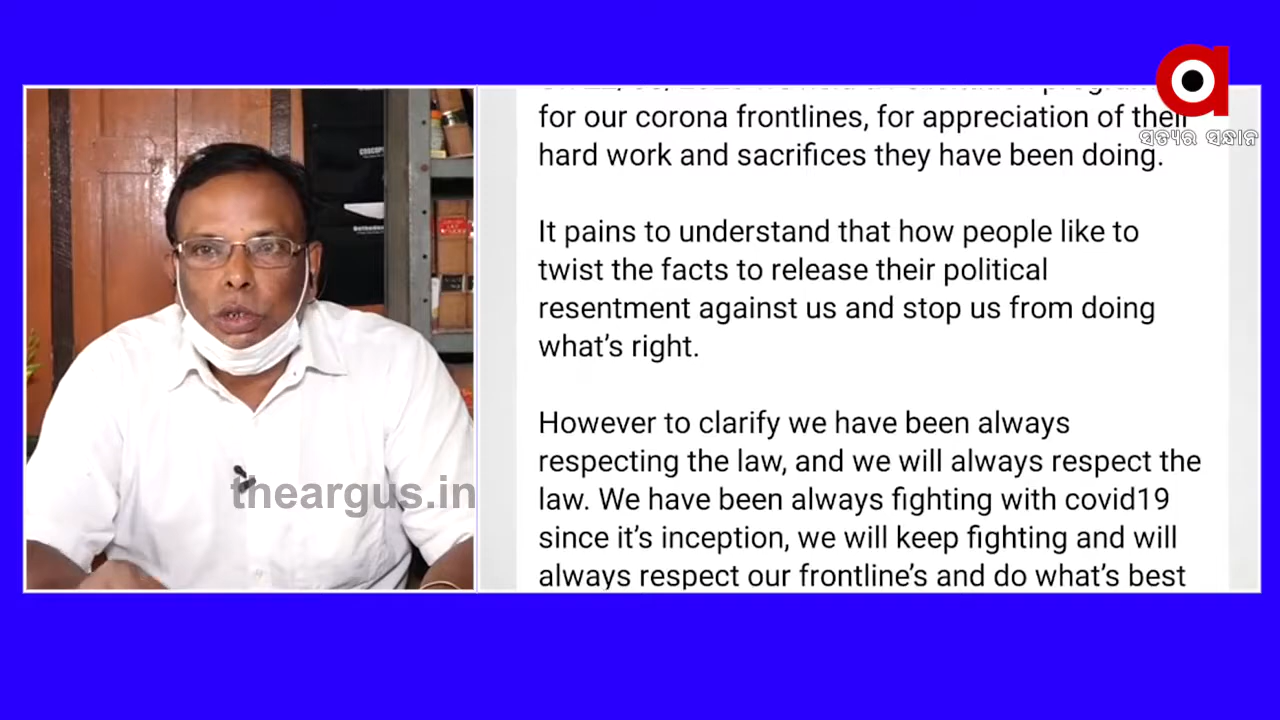 for our corona frontlines, for appreciation of their
hard work and sacrifices they have been doing.
It pains to understand that how people like to
twist the facts to release their political
resentment against us and stop us from doing
what's right.
However to clarify we have been always
respecting the law, and we will always respect the
law. We have been always fighting with covid19
since it's inception, we will keep fighting and will
always respect our frontline's and do what's best
ସତ୍ୟର ସନ୍ଧାନ
theargus.in